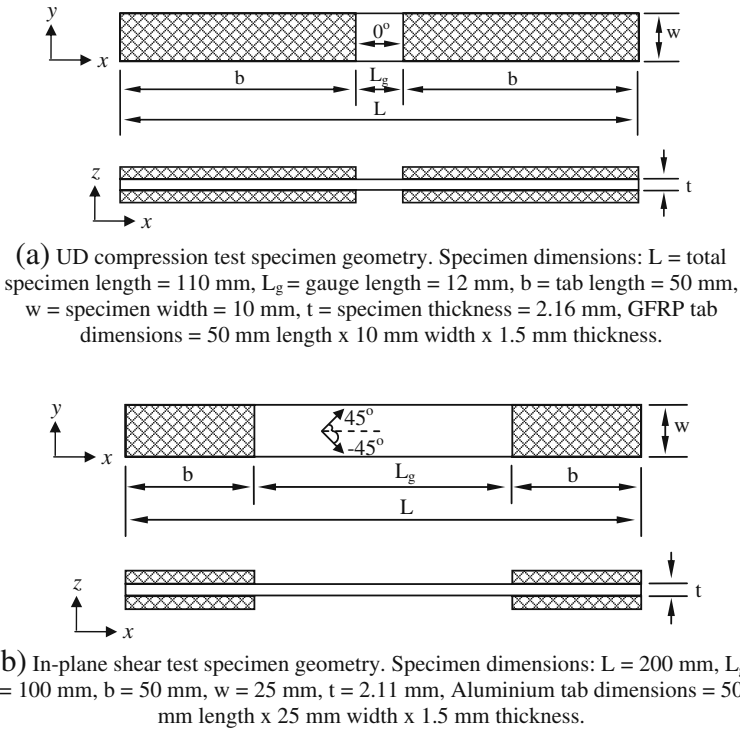 y
x
0º
w
b
Lg
b
L
z
x
t
(a) UD compression test specimen geometry. Specimen dimensions: L = total
specimen length = 110 mm, Lg = gauge length = 12 mm, b = tab length = 50 mm,
w = specimen width = 10 mm, t = specimen thickness = 2.16 mm, GFRP tab
dimensions = 50 mm length x 10 mm width x 1.5 mm thickness.
y
x
45º
-45º
w
b
Lg
b
L
z
x
t
b) In-plane shear test specimen geometry. Specimen dimensions: L = 200 mm, L
= 100 mm, b = 50 mm, w = 25 mm, t = 2.11 mm, Aluminium tab dimensions = 50
mm length x 25 mm width x 1.5 mm thickness.